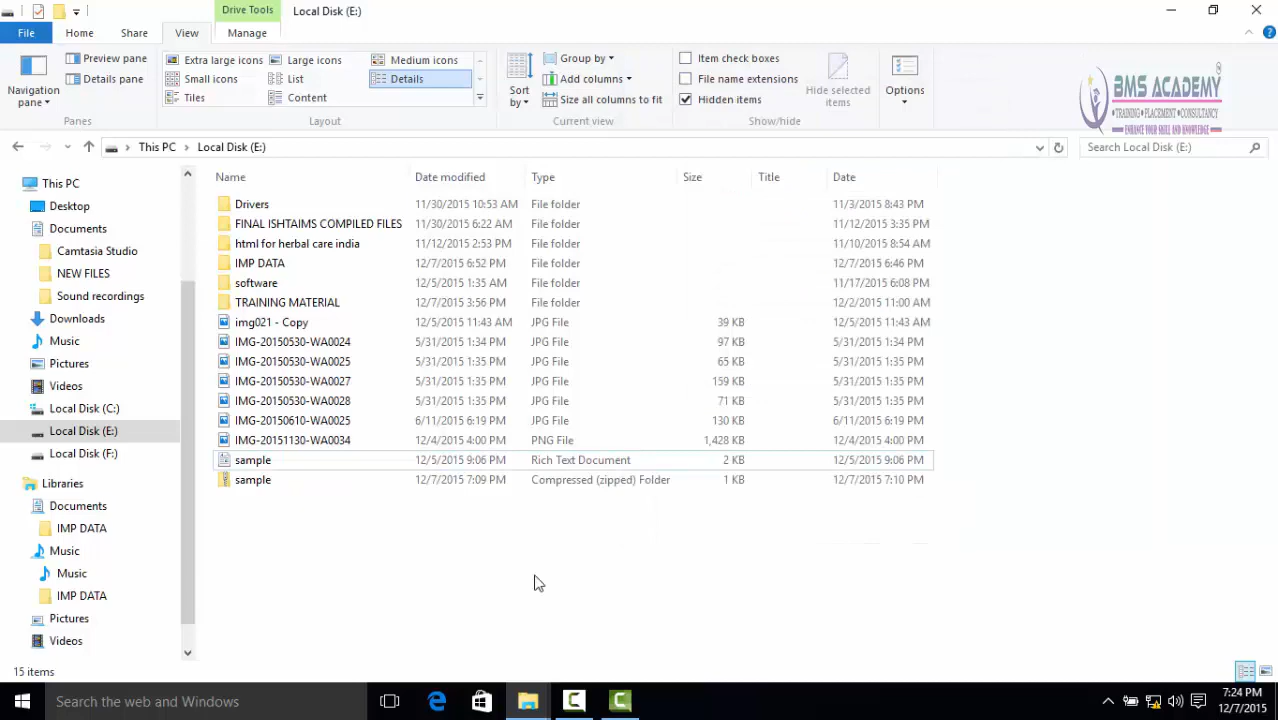 Drive Tools
Local Disk (E:)
File
Home
Share
View
Manage
Navigation pane
Preview pane
Details pane
Panes
Extra large icons
Large icons
Medium icons
Small icons
List
Details
Tiles
Content
Layout
Sort by
Group by
Add columns
Size all columns to fit
Current view
Item check boxes
File name extensions
Hidden items
Hide selected items
Show/hide
Options
BMS ACADEMY
•TRAINING •PLACEMENT •CONSULTANCY
ENHANCE YOUR SKILL AND KNOWLEDGE
This PC
Local Disk (E:)
Search Local Disk (E:)
This PC
Desktop
Documents
Camtasia Studio
NEW FILES
Sound recordings
Downloads
Music
Pictures
Videos
Local Disk (C:)
Local Disk (E:)
Local Disk (F:)
Libraries
Documents
IMP DATA
Music
Music
IMP DATA
Pictures
Videos
Name Date modified Type Size Title Date
Drivers 11/30/2015 10:53 AM File folder 11/3/2015 8:43 PM
FINAL ISHTAIMS COMPILED FILES 11/30/2015 6:22 AM File folder 11/12/2015 3:35 PM
html for herbal care india 11/12/2015 2:53 PM File folder 11/10/2015 8:54 AM
IMP DATA 12/7/2015 6:52 PM File folder 12/7/2015 6:46 PM
software 12/5/2015 1:35 AM File folder 11/17/2015 6:08 PM
TRAINING MATERIAL 12/7/2015 3:56 PM File folder 12/2/2015 11:00 AM
img021 - Copy 12/5/2015 11:43 AM JPG File 39 KB 12/5/2015 11:43 AM
IMG-20150530-WA0024 5/31/2015 1:34 PM JPG File 97 KB 5/31/2015 1:34 PM
IMG-20150530-WA0025 5/31/2015 1:35 PM JPG File 65 KB 5/31/2015 1:35 PM
IMG-20150530-WA0027 5/31/2015 1:35 PM JPG File 159 KB 5/31/2015 1:35 PM
IMG-20150530-WA0028 5/31/2015 1:35 PM JPG File 71 KB 5/31/2015 1:35 PM
IMG-20150610-WA0025 6/11/2015 6:19 PM JPG File 130 KB 6/11/2015 6:19 PM
IMG-20151130-WA0034 12/4/2015 4:00 PM PNG File 1,428 KB 12/4/2015 4:00 PM
sample 12/5/2015 9:06 PM Rich Text Document 2 KB 12/5/2015 9:06 PM
sample 12/7/2015 7:09 PM Compressed (zipped) Folder 1 KB 12/7/2015 7:10 PM
15 items
Search the web and Windows
7:24 PM
12/7/2015